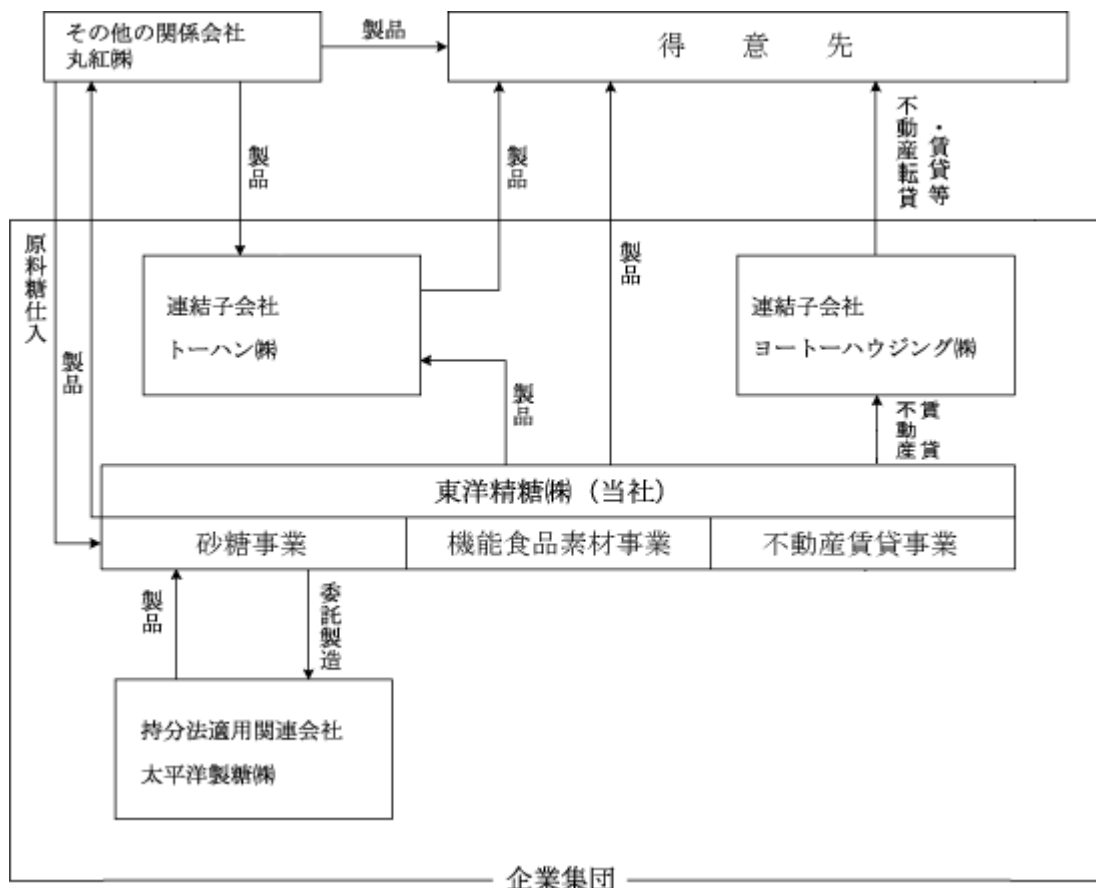 その他の関係会社
丸紅㈱
製品
得意先
製品
製品
不動産転貸
・賃貸等
原料糖仕入
製品
製品
連結子会社
トーハン㈱
連結子会社
ヨートーハウジング㈱
製品
不動産
賃貸
東洋精糖㈱（当社）
砂糖事業
機能食品素材事業
不動産賃貸事業
製品
委託製造
持分法適用関連会社
太平洋製糖㈱
企業集団